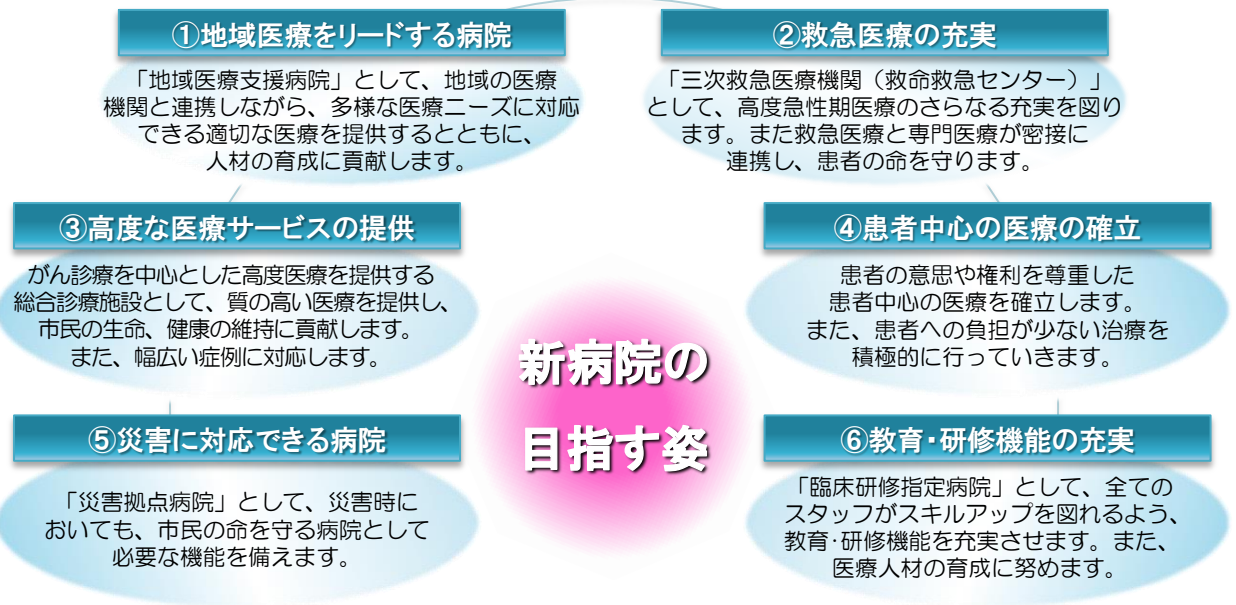 ①地域医療をリードする病院
「地域医療支援病院」として、地域の医療
機関と連携しながら、多様な医療ニーズに対応
できる適切な医療を提供するとともに、
人材の育成に貢献します。
②救急医療の充実
「三次救急医療機関（救命救急センター）」
として、高度急性期医療のさらなる充実を図り
ます。また救急医療と専門医療が密接に
連携し、患者の命を守ります。
③高度な医療サービスの提供
がん診療を中心とした高度医療を提供する
総合診療施設として、質の高い医療を提供し、
市民の生命、健康の維持に貢献します。
また、幅広い症例に対応します。
④患者中心の医療の確立
患者の意思や権利を尊重した
患者中心の医療を確立します。
また、患者への負担が少ない治療を
積極的に行っていきます。
新病院の
目指す姿
⑤災害に対応できる病院
「災害拠点病院」として、災害時に
おいても、市民の命を守る病院として
必要な機能を備えます。
⑥教育・研修機能の充実
「臨床研修指定病院」として、全ての
スタッフがスキルアップを図れるよう、
教育・研修機能を充実させます。また、
医療人材の育成に努めます。